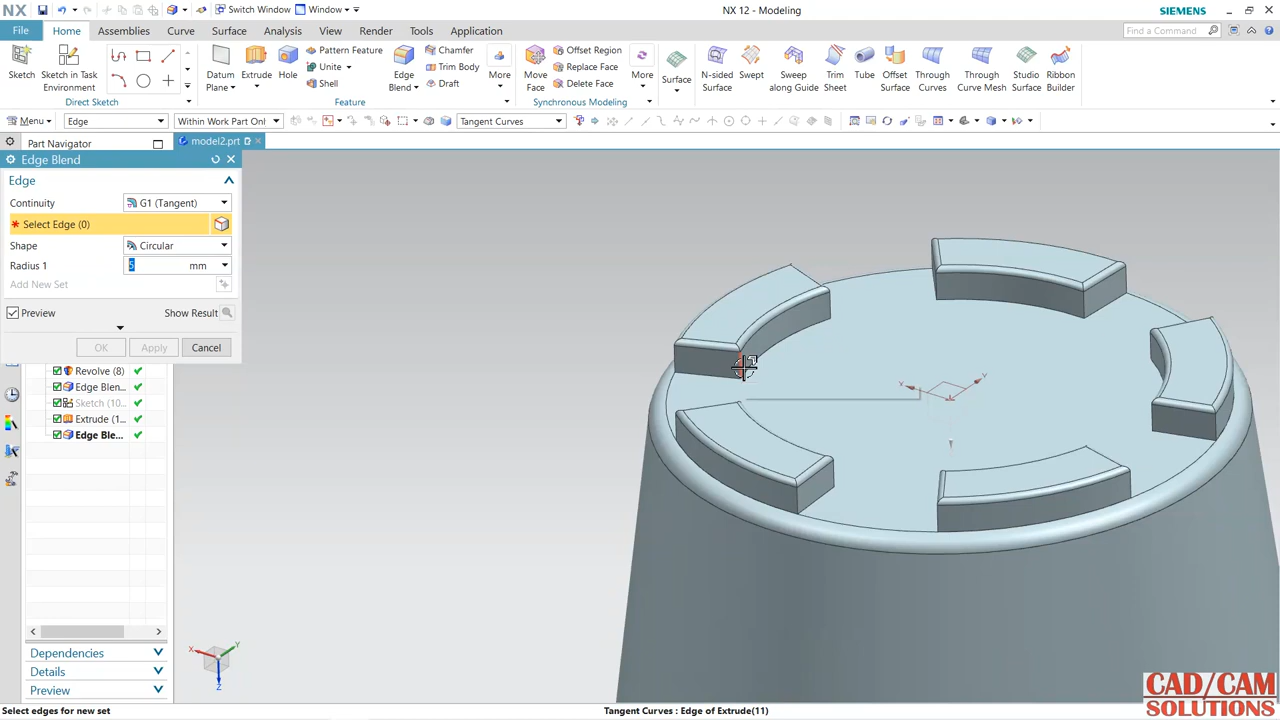 NX
Switch Window
Window
NX 12 - Modeling
SIEMENS
File
Home
Assemblies
Curve
Surface
Analysis
View
Render
Tools
Application
Find a Command
Sketch
Sketch in Task Environment
Direct Sketch
Datum Plane
Extrude
Hole
Pattern Feature
Unite
Shell
Edge Blend
Chamfer
Trim Body
Draft
More
Feature
Move Face
Offset Region
Replace Face
Delete Face
More
Synchronous Modeling
Surface
N-sided Surface
Swept
Sweep along Guide
Trim Sheet
Tube
Offset Surface
Through Curves
Through Curve Mesh
Studio Surface
Ribbon Builder
Menu
Edge
Within Work Part Onl
Tangent Curves
Part Navigator
model2.prt
Edge Blend
Edge
Continuity
G1 (Tangent)
* Select Edge (0)
Shape
Circular
Radius 1
5 mm
Add New Set
Preview
Show Result
OK
Apply
Cancel
Revolve (8)
Edge Blen...
Sketch (10...
Extrude (1...
Edge Ble...
Dependencies
Details
Preview
X
Y
Z
Y
Select edges for new set
Tangent Curves : Edge of Extrude(11)
CAD/CAM
SOLUTIONS